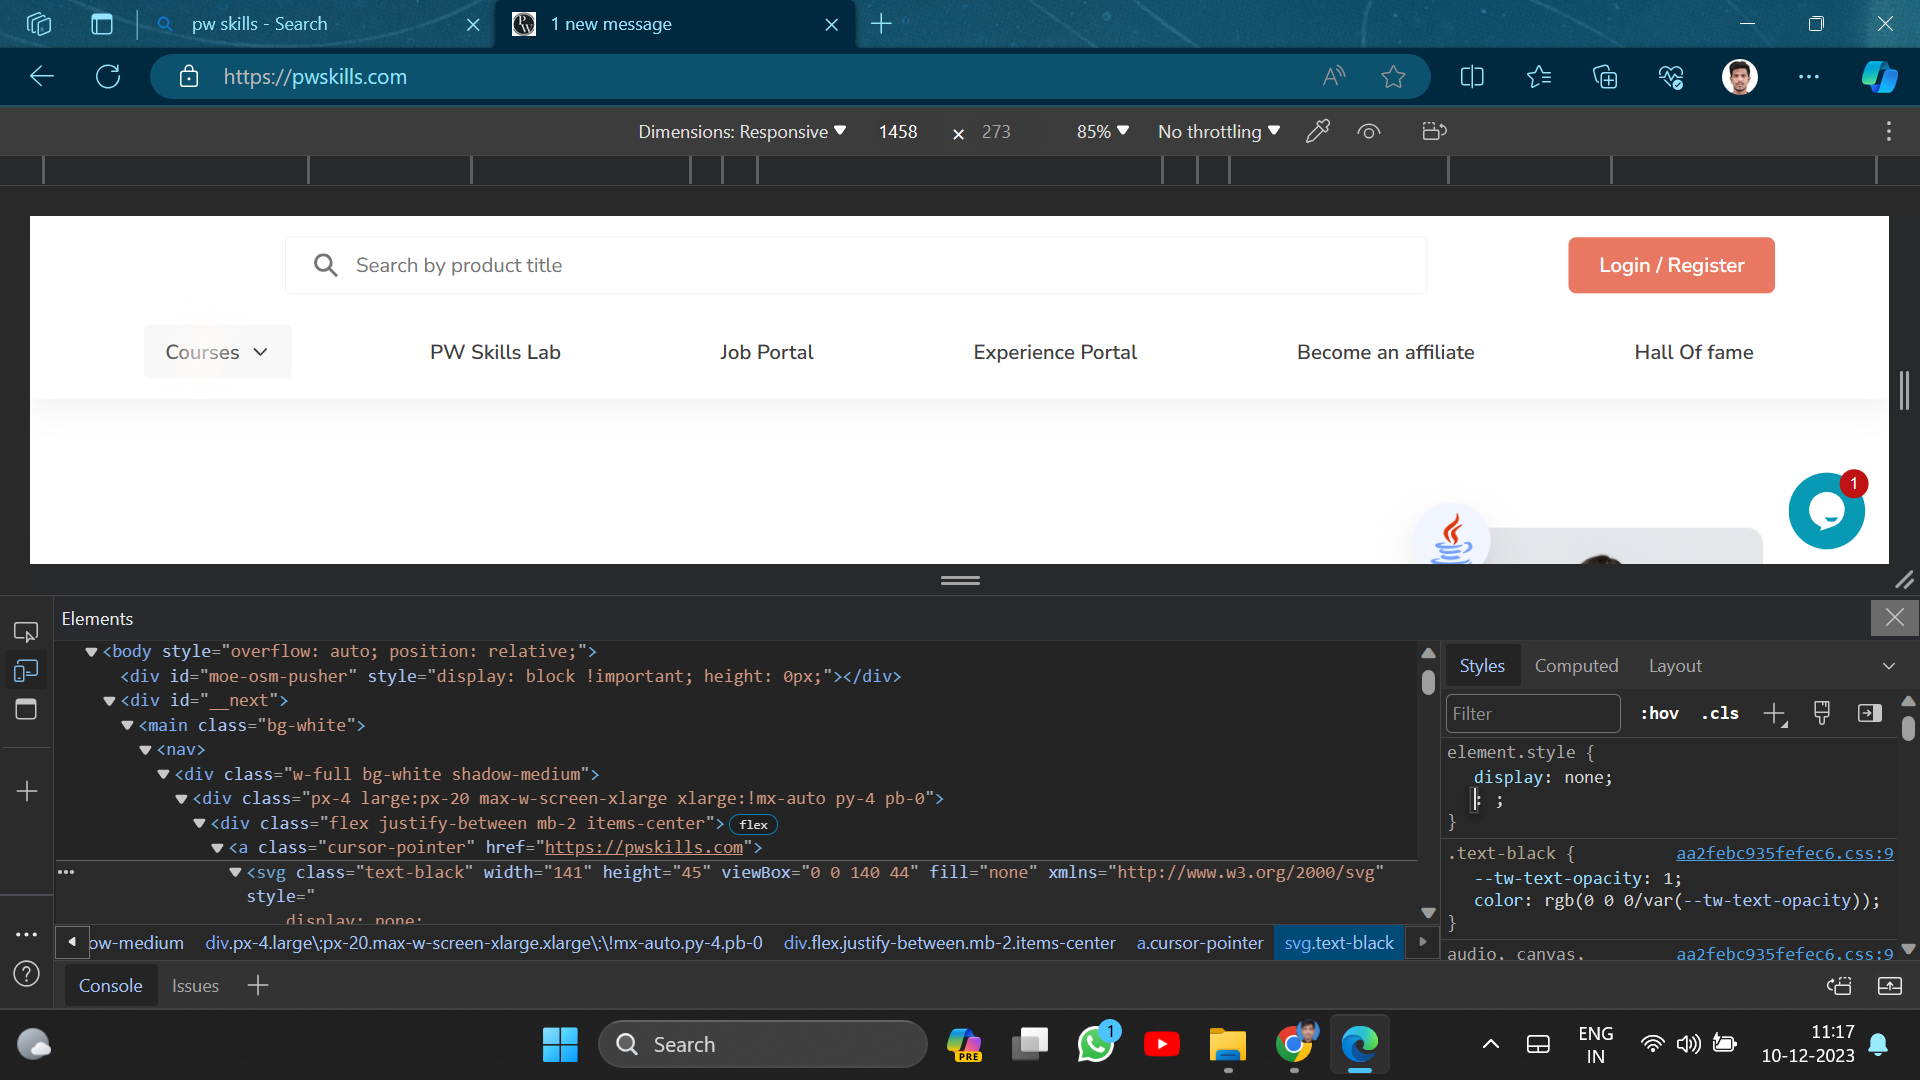 pw skills - Search
1 new message
https://pwskills.com
Dimensions: Responsive 1458 × 273 85% No throttling
Search by product title
Login / Register
Courses PW Skills Lab Job Portal Experience Portal Become an affiliate Hall Of fame
1
Elements
<body style="overflow: auto; position: relative;">
<div id="moe-osm-pusher" style="display: block !important; height: 0px;"></div>
<div id="__next">
<main class="bg-white">
<nav>
<div class="w-full bg-white shadow-medium">
<div class="px-4 large:px-20 max-w-screen-xlarge xlarge:!mx-auto py-4 pb-0">
<div class="flex justify-between mb-2 items-center"> flex
<a class="cursor-pointer" href="https://pwskills.com">
<svg class="text-black" width="141" height="45" viewBox="0 0 140 44" fill="none" xmlns="http://www.w3.org/2000/svg"
style="
display: none;
ow-medium div.px-4.large\:px-20.max-w-screen-xlarge.xlarge\:\!mx-auto.py-4.pb-0 div.flex.justify-between.mb-2.items-center a.cursor-pointer svg.text-black
Styles Computed Layout
Filter :hov .cls
element.style {
display: none;
: ;
}
.text-black { aa2febc935fefec6.css:9
--tw-text-opacity: 1;
color: rgb(0 0 0/var(--tw-text-opacity));
}
audio, canvas, aa2febc935fefec6.css:9
Console Issues
Search
PRE
1
ENG
IN
11:17
10-12-2023